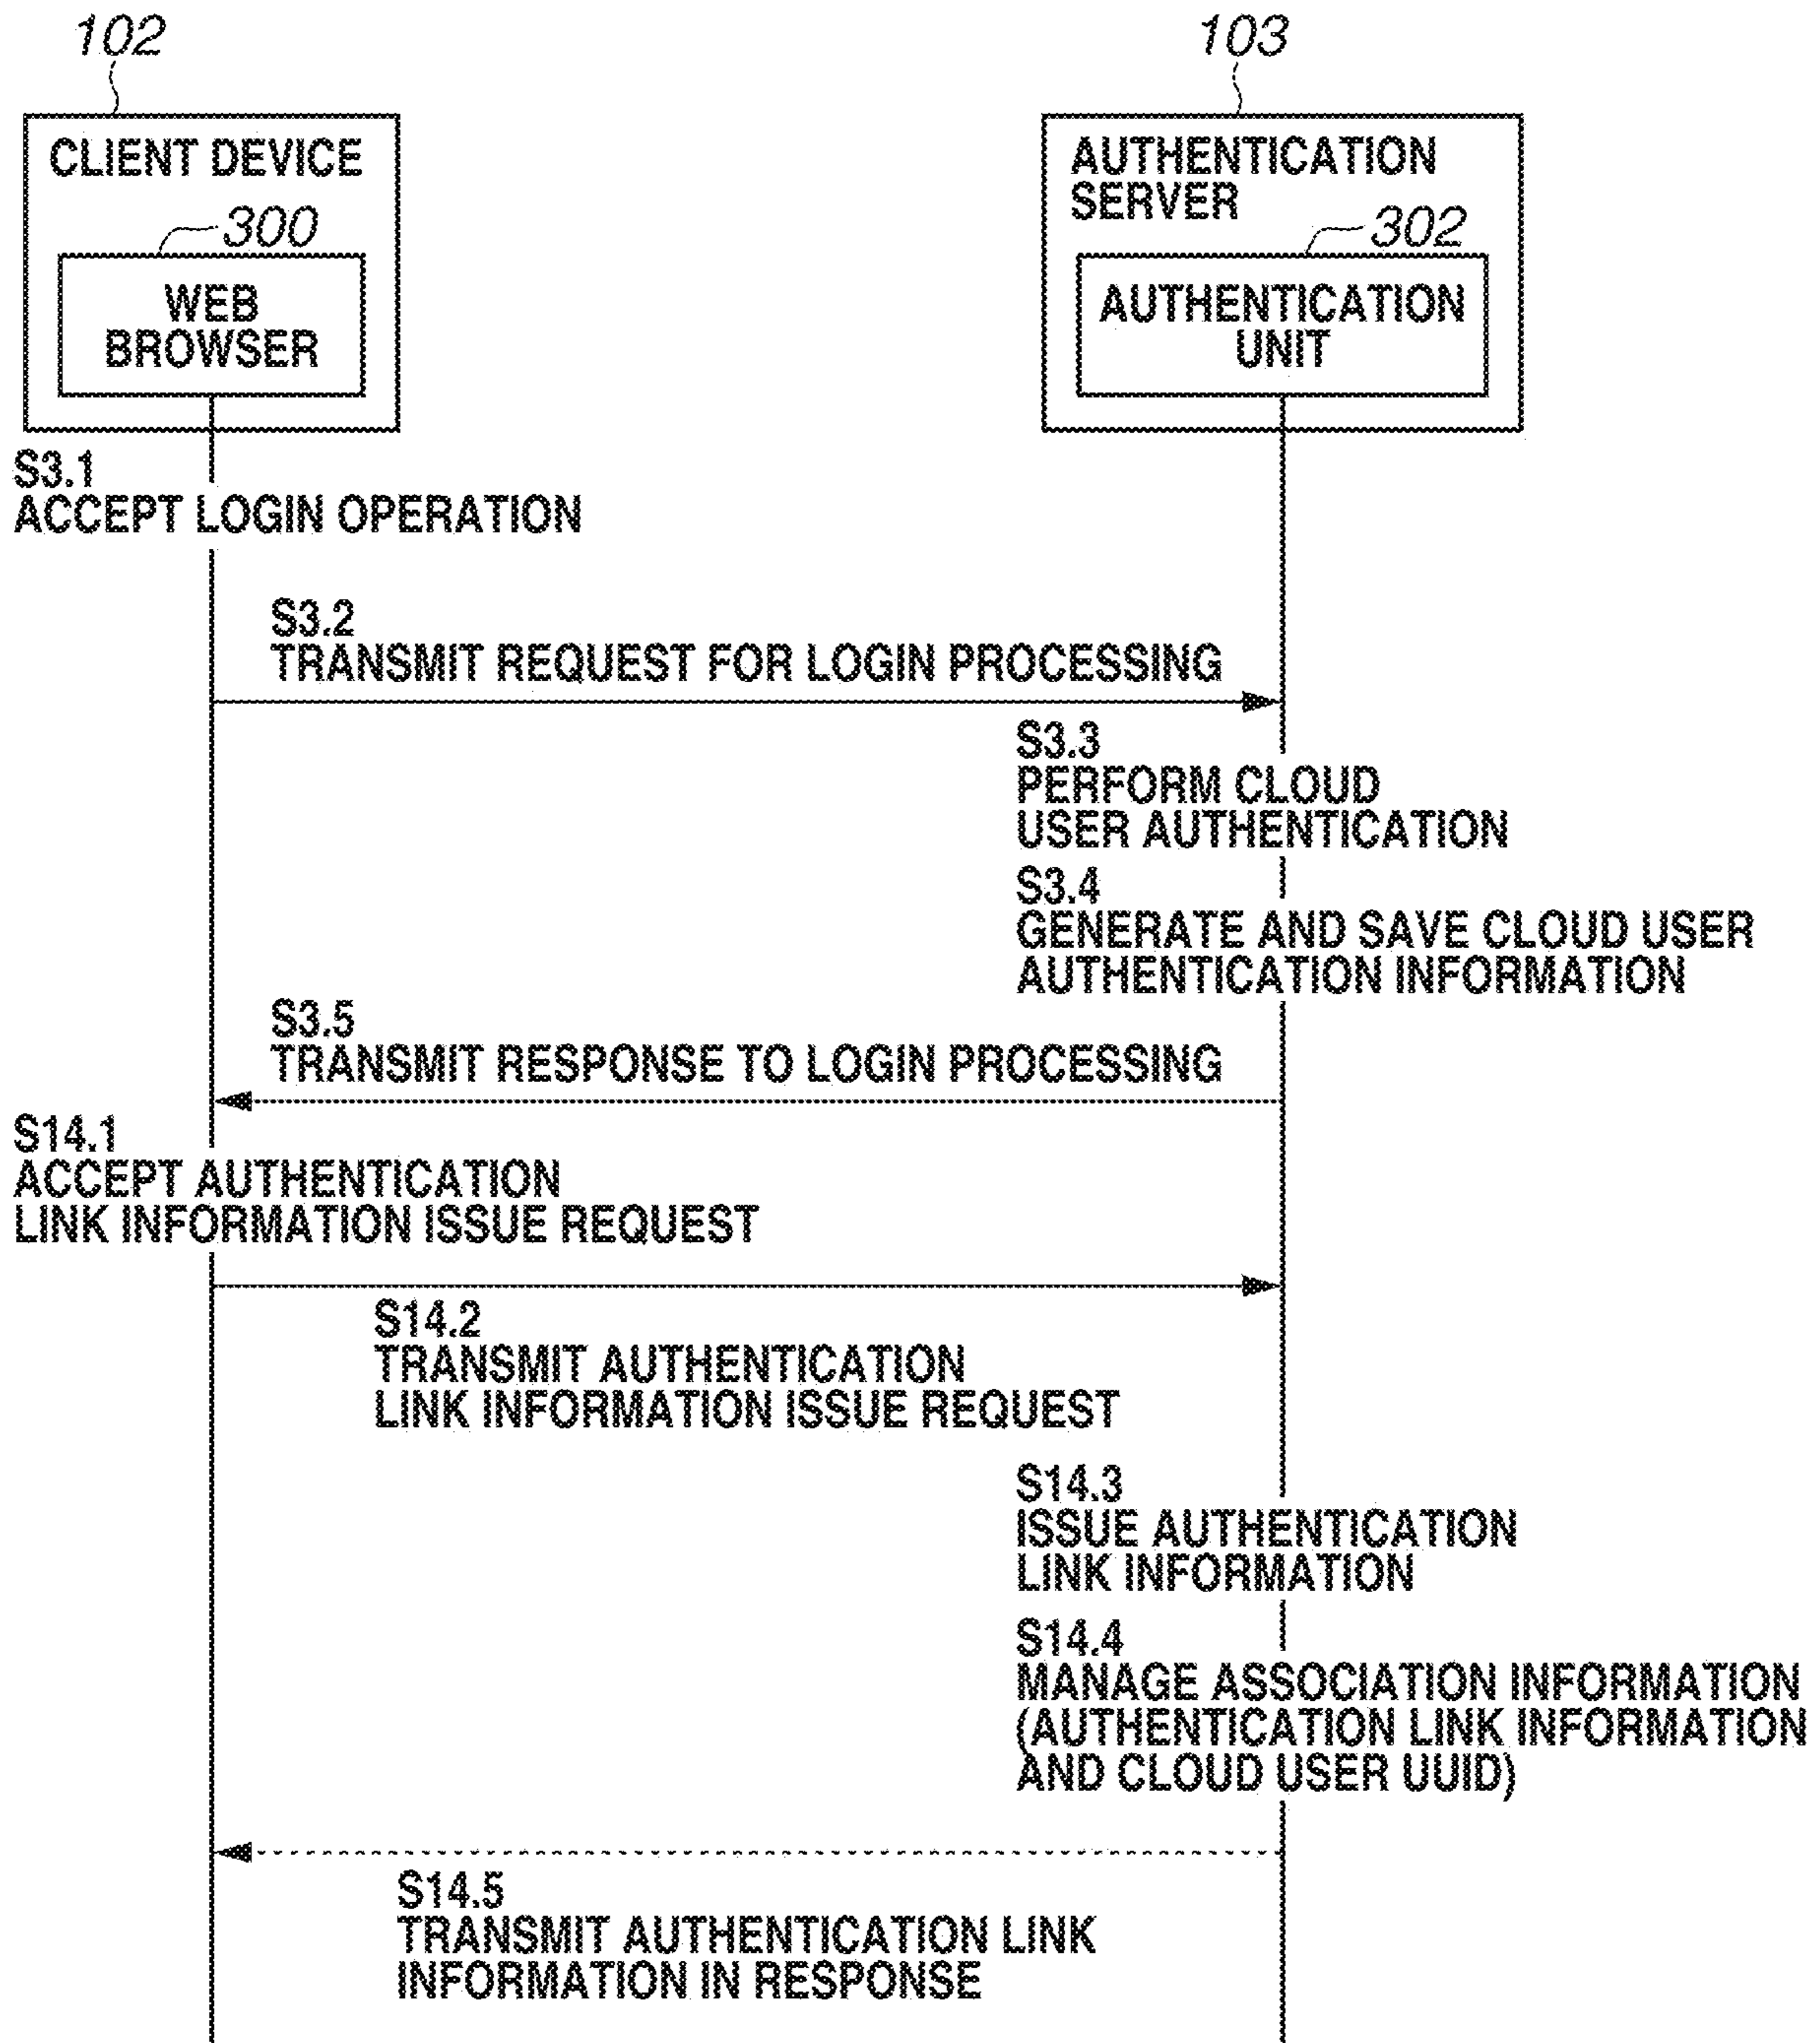 102
103
CLIENT DEVICE
300
WEB
BROWSER
AUTHENTICATION
SERVER
302
AUTHENTICATION
UNIT
S3.1
ACCEPT LOGIN OPERATION
S3.2
TRANSMIT REQUEST FOR LOGIN PROCESSING
S3.3
PERFORM CLOUD
USER AUTHENTICATION
S3.4
GENERATE AND SAVE CLOUD USER
AUTHENTICATION INFORMATION
S3.5
TRANSMIT RESPONSE TO LOGIN PROCESSING
S14.1
ACCEPT AUTHENTICATION
LINK INFORMATION ISSUE REQUEST
S14.2
TRANSMIT AUTHENTICATION
LINK INFORMATION ISSUE REQUEST
S14.3
ISSUE AUTHENTICATION
LINK INFORMATION
S14.4
MANAGE ASSOCIATION INFORMATION
(AUTHENTICATION LINK INFORMATION
AND CLOUD USER UUID)
S14.5
TRANSMIT AUTHENTICATION LINK
INFORMATION IN RESPONSE